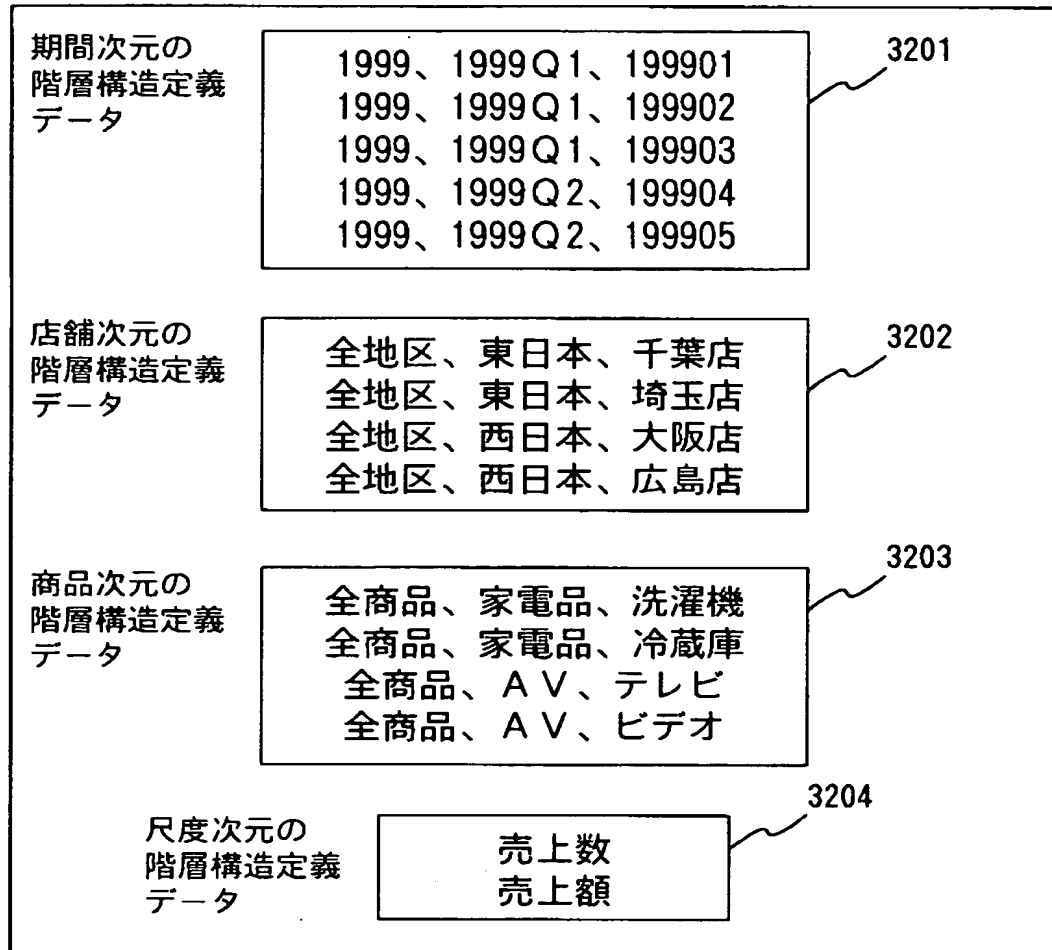 期間次元の
階層構造定義
データ
1999、1999Q1、199901
1999、1999Q1、199902
1999、1999Q1、199903
1999、1999Q2、199904
1999、1999Q2、199905
3201
店舗次元の
階層構造定義
データ
全地区、東日本、千葉店
全地区、東日本、埼玉店
全地区、西日本、大阪店
全地区、西日本、広島店
3202
商品次元の
階層構造定義
データ
全商品、家電品、洗濯機
全商品、家電品、冷蔵庫
全商品、AV、テレビ
全商品、AV、ビデオ
3203
尺度次元の
階層構造定義
データ
売上数
売上額
3204